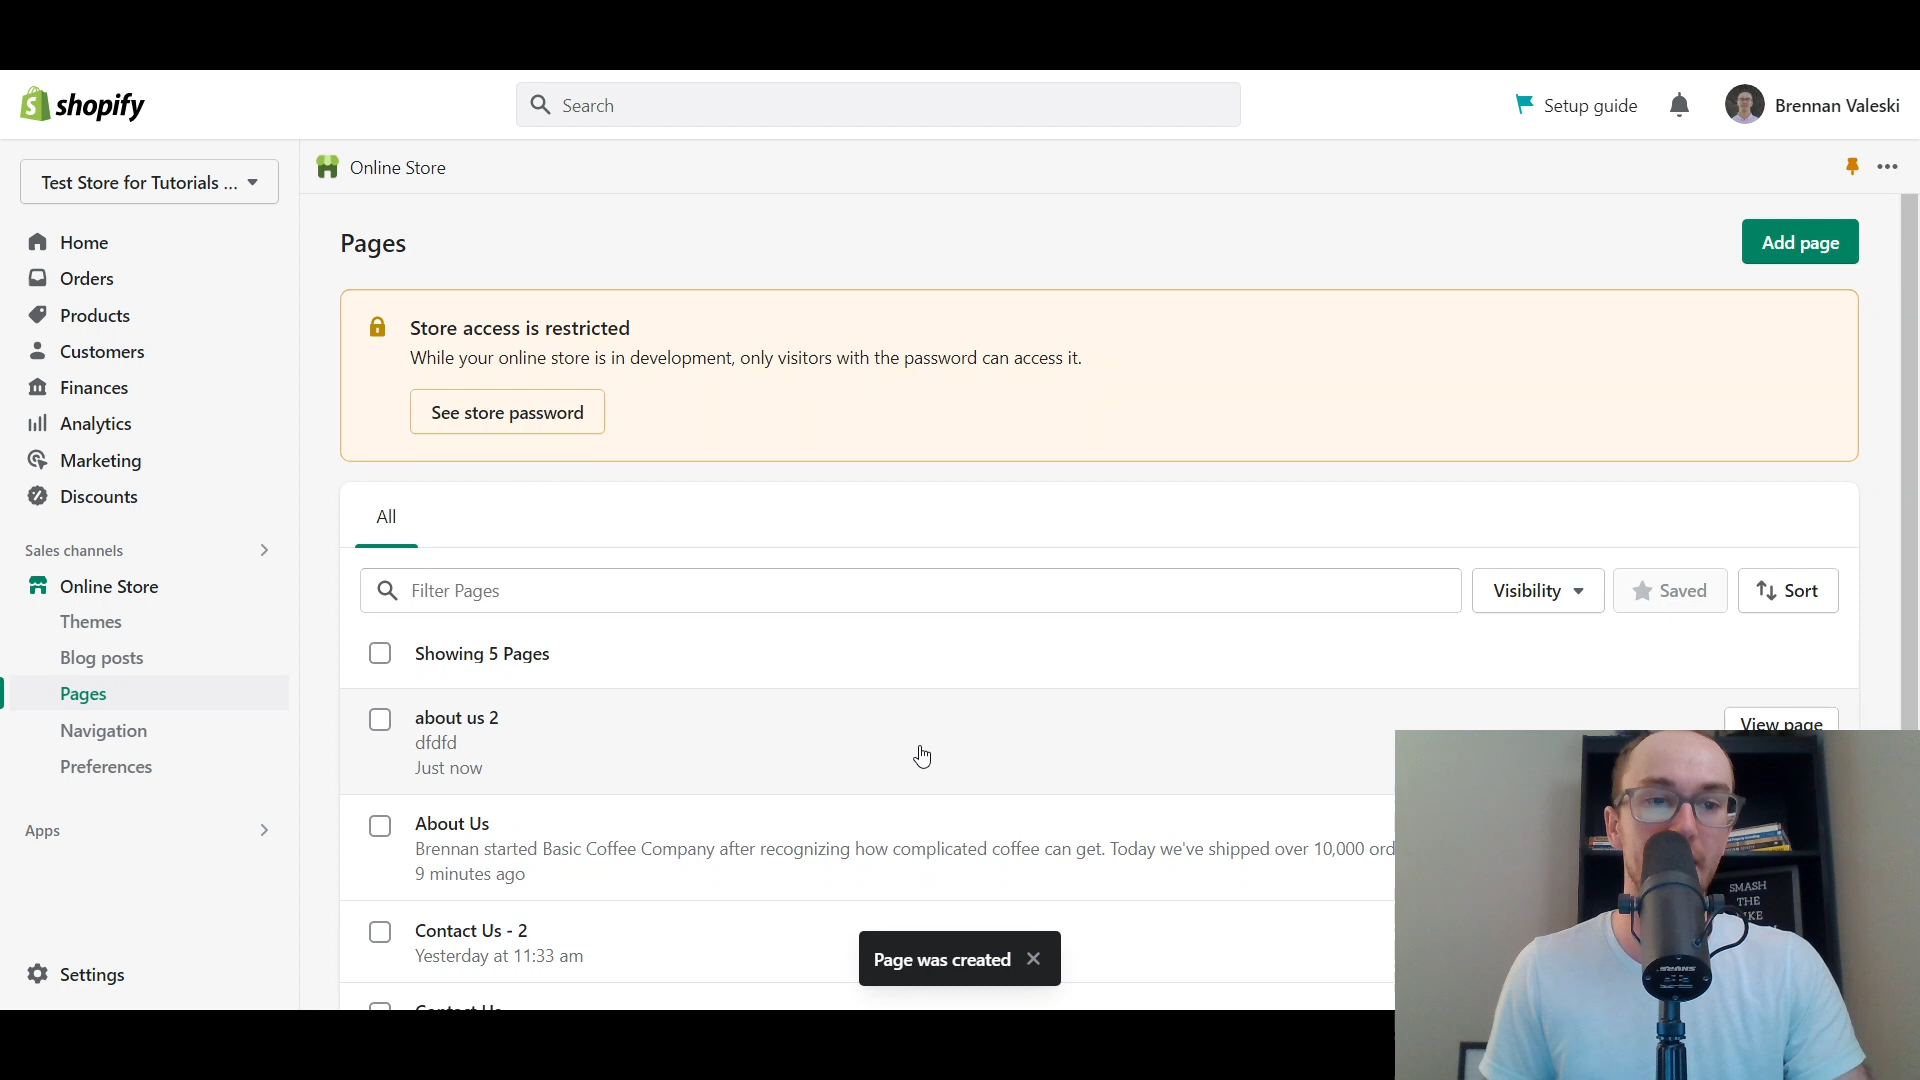 shopify
Search
Setup guide
Brennan Valeski
Test Store for Tutorials ...
Online Store
Home
Orders
Products
Customers
Finances
Analytics
Marketing
Discounts
Sales channels
Online Store
Themes
Blog posts
Pages
Navigation
Preferences
Apps
Settings
Pages
Add page
Store access is restricted
While your online store is in development, only visitors with the password can access it.
See store password
All
Filter Pages
Visibility
Saved
Sort
Showing 5 Pages
about us 2
dfdfd
Just now
View page
About Us
Brennan started Basic Coffee Company after recognizing how complicated coffee can get. Today we've shipped over 10,000 ord
9 minutes ago
Contact Us - 2
Yesterday at 11:33 am
Contact Us
Page was created
SMASH
THE